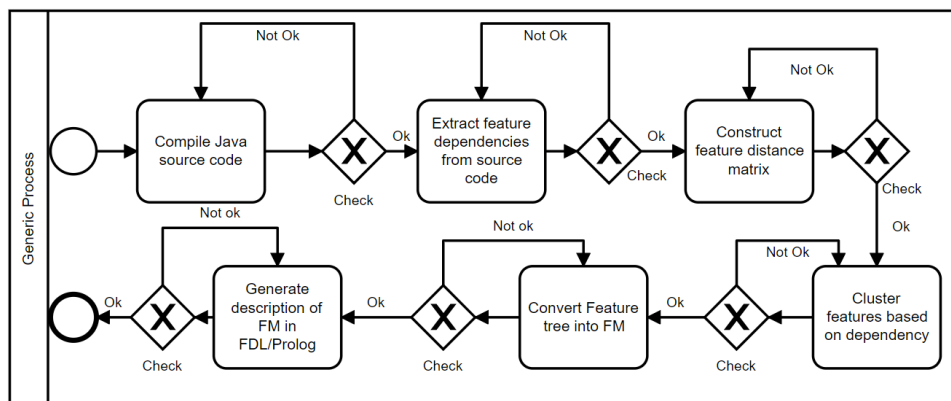 Generic Process
Not Ok
Compile Java
source code
Ok
Check
Not Ok
Extract feature
dependencies
from source
code
Ok
Check
Not Ok
Construct
feature distance
matrix
Check
Ok
Not Ok
Cluster
features based
on dependency
Ok
Check
Not ok
Convert Feature
tree into FM
Ok
Check
Not ok
Generate
description of
FM in
FDL/Prolog
Ok
Check